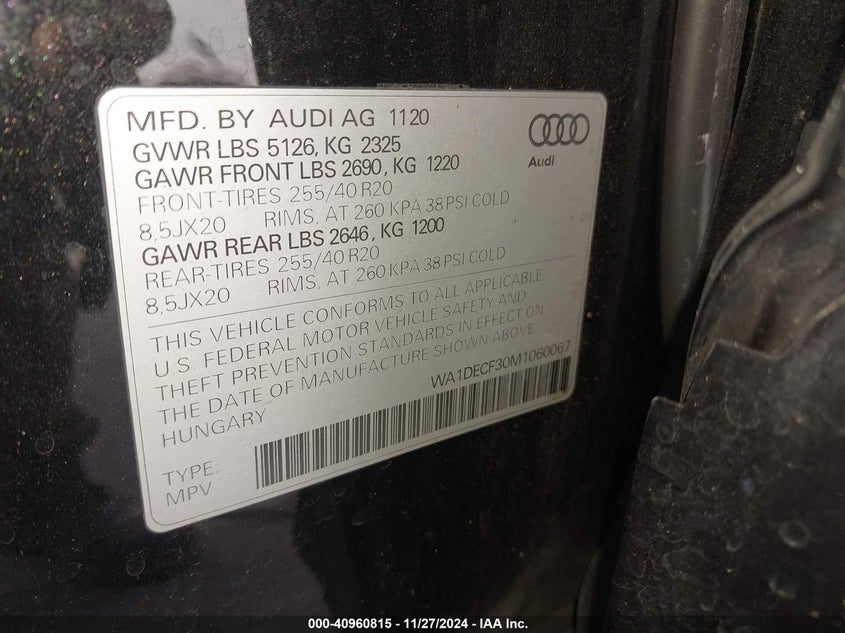 MFD. BY AUDI AG 1120
GVWR LBS 5126, KG 2325
GAWR FRONT LBS 2690, KG 1220
FRONT-TIRES 255/40 R20
8,5JX20 RIMS, AT 260 KPA 38 PSI COLD
GAWR REAR LBS 2646, KG 1200
REAR-TIRES 255/40 R20
8,5JX20 RIMS, AT 260 KPA 38 PSI COLD
Audi
THIS VEHICLE CONFORMS TO ALL APPLICABLE
U.S. FEDERAL MOTOR VEHICLE SAFETY AND
THEFT PREVENTION STANDARDS IN EFFECT ON
THE DATE OF MANUFACTURE SHOWN ABOVE
HUNGARY
WA1DECF30M1060067
TYPE:
MPV
000-40960815 - 11/27/2024 - IAA Inc.